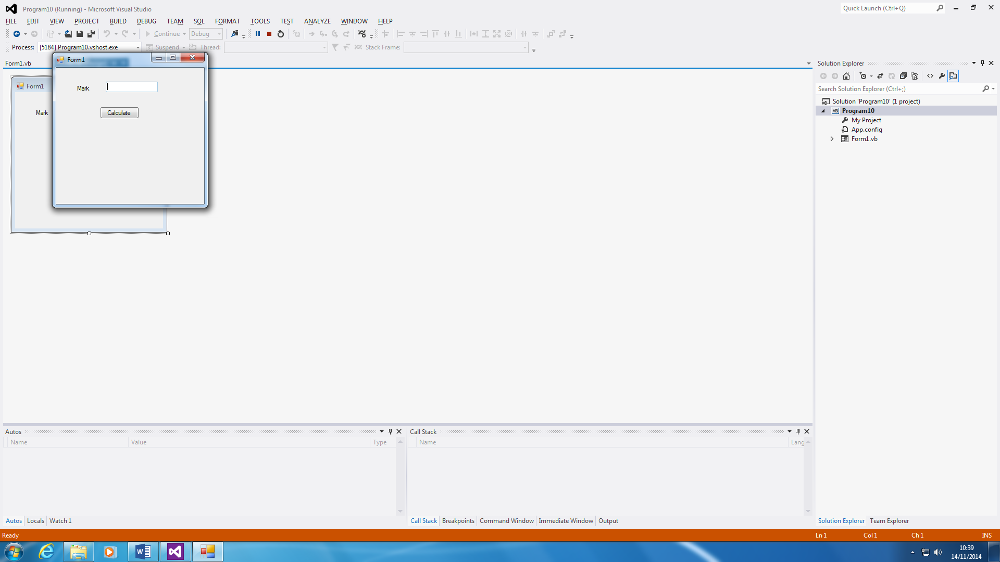 Program10 (Running) - Microsoft Visual Studio
Quick Launch (Ctrl+Q)
FILE EDIT VIEW PROJECT BUILD DEBUG TEAM SQL FORMAT TOOLS TEST ANALYZE WINDOW HELP
Continue Debug
Process: [5184] Program10.vshost.exe Suspend Thread: Stack Frame:
Form1.vb
Form1
Mark
Calculate
Form1
Mark
Solution Explorer
Search Solution Explorer (Ctrl+;)
Solution 'Program10' (1 project)
VB Program10
My Project
App.config
Form1.vb
Autos
Name Value Type
Autos Locals Watch 1
Call Stack
Name Lang
Call Stack Breakpoints Command Window Immediate Window Output
Solution Explorer Team Explorer
Ready Ln 1 Col 1 Ch 1 INS
10:39
14/11/2014